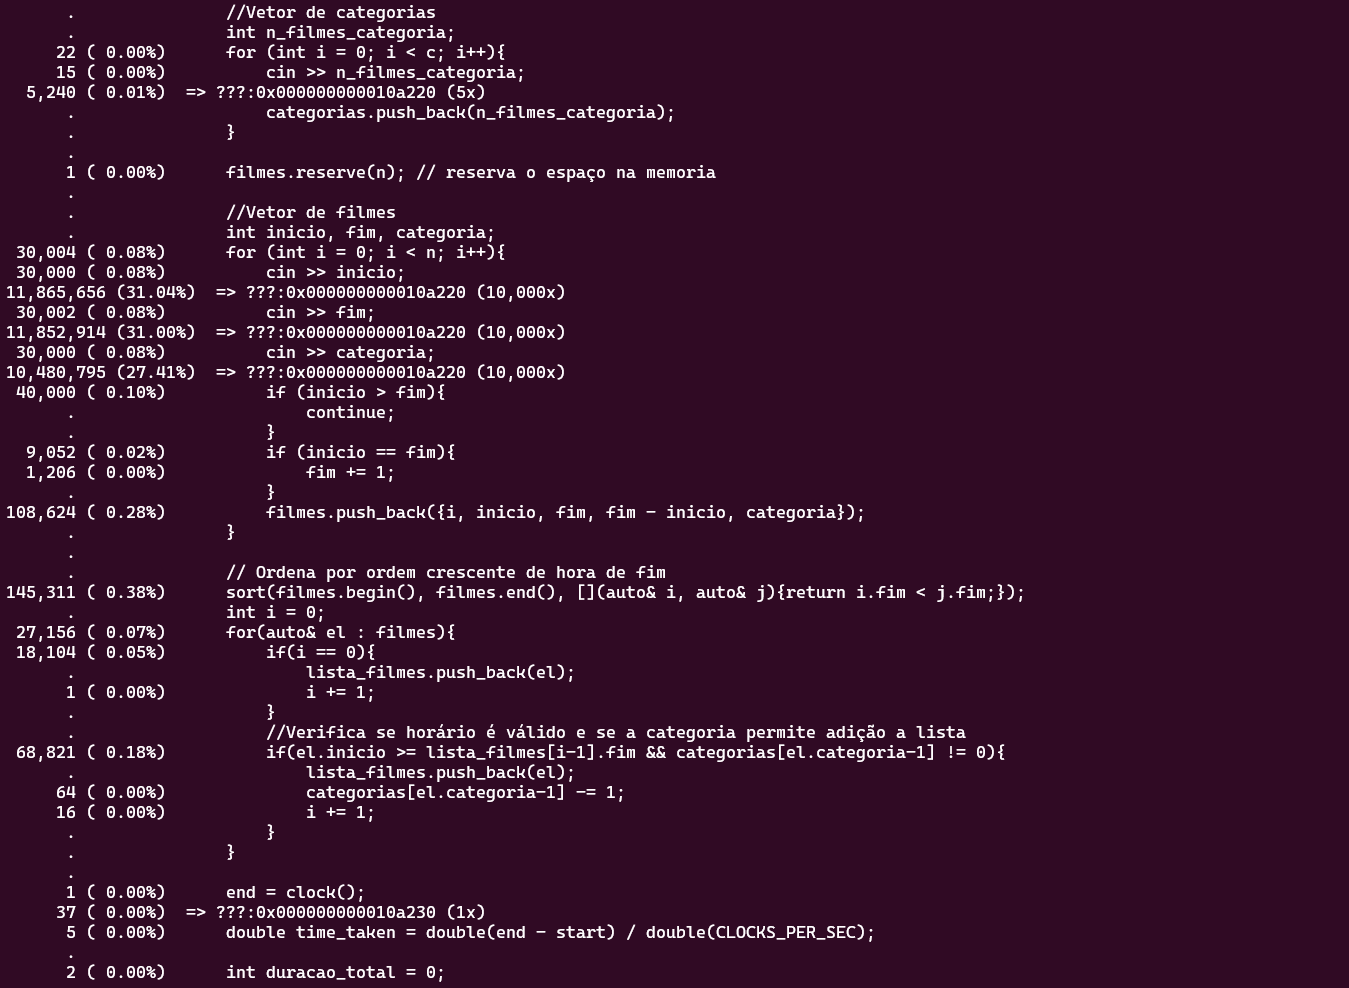 .               //Vetor de categorias
.               int n_filmes_categoria;
22 ( 0.00%)      for (int i = 0; i < c; i++){
15 ( 0.00%)          cin >> n_filmes_categoria;
5,240 ( 0.01%)  => ???:0x000000000010a220 (5x)
.                   categorias.push_back(n_filmes_categoria);
.               }
.
1 ( 0.00%)      filmes.reserve(n); // reserva o espaço na memoria
.
.               //Vetor de filmes
.               int inicio, fim, categoria;
30,004 ( 0.08%)      for (int i = 0; i < n; i++){
30,000 ( 0.08%)          cin >> inicio;
11,865,656 (31.04%)  => ???:0x000000000010a220 (10,000x)
30,002 ( 0.08%)          cin >> fim;
11,852,914 (31.00%)  => ???:0x000000000010a220 (10,000x)
30,000 ( 0.08%)          cin >> categoria;
10,480,795 (27.41%)  => ???:0x000000000010a220 (10,000x)
40,000 ( 0.10%)          if (inicio > fim){
.                       continue;
.                   }
9,052 ( 0.02%)          if (inicio == fim){
1,206 ( 0.00%)              fim += 1;
.                   }
108,624 ( 0.28%)          filmes.push_back({i, inicio, fim, fim - inicio, categoria});
.               }
.
.               // Ordena por ordem crescente de hora de fim
145,311 ( 0.38%)      sort(filmes.begin(), filmes.end(), [](auto& i, auto& j){return i.fim < j.fim;});
.               int i = 0;
27,156 ( 0.07%)      for(auto& el : filmes){
18,104 ( 0.05%)          if(i == 0){
.                       lista_filmes.push_back(el);
1 ( 0.00%)              i += 1;
.                   }
.                   //Verifica se horário é válido e se a categoria permite adição a lista
68,821 ( 0.18%)          if(el.inicio >= lista_filmes[i-1].fim && categorias[el.categoria-1] != 0){
.                       lista_filmes.push_back(el);
64 ( 0.00%)              categorias[el.categoria-1] -= 1;
16 ( 0.00%)              i += 1;
.                   }
.               }
.
1 ( 0.00%)      end = clock();
37 ( 0.00%)  => ???:0x000000000010a230 (1x)
5 ( 0.00%)      double time_taken = double(end - start) / double(CLOCKS_PER_SEC);
.
2 ( 0.00%)      int duracao_total = 0;